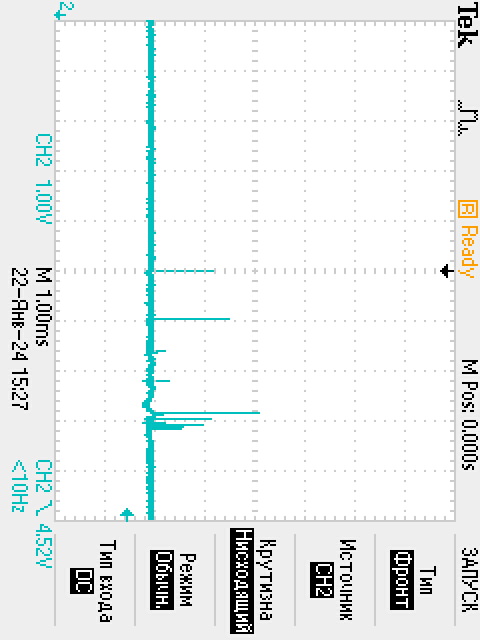 Tek R Ready M Pos: 0.000s ЗАПУСК
Тип
Фронт
Источник
CH2
Крутизна
Нисходящий
Режим
Обычн.
Тип входа
DC
2
CH2 1.00V M 1.00ms CH2 \ 4.52V
22-Янв-24 15:27 <10Hz